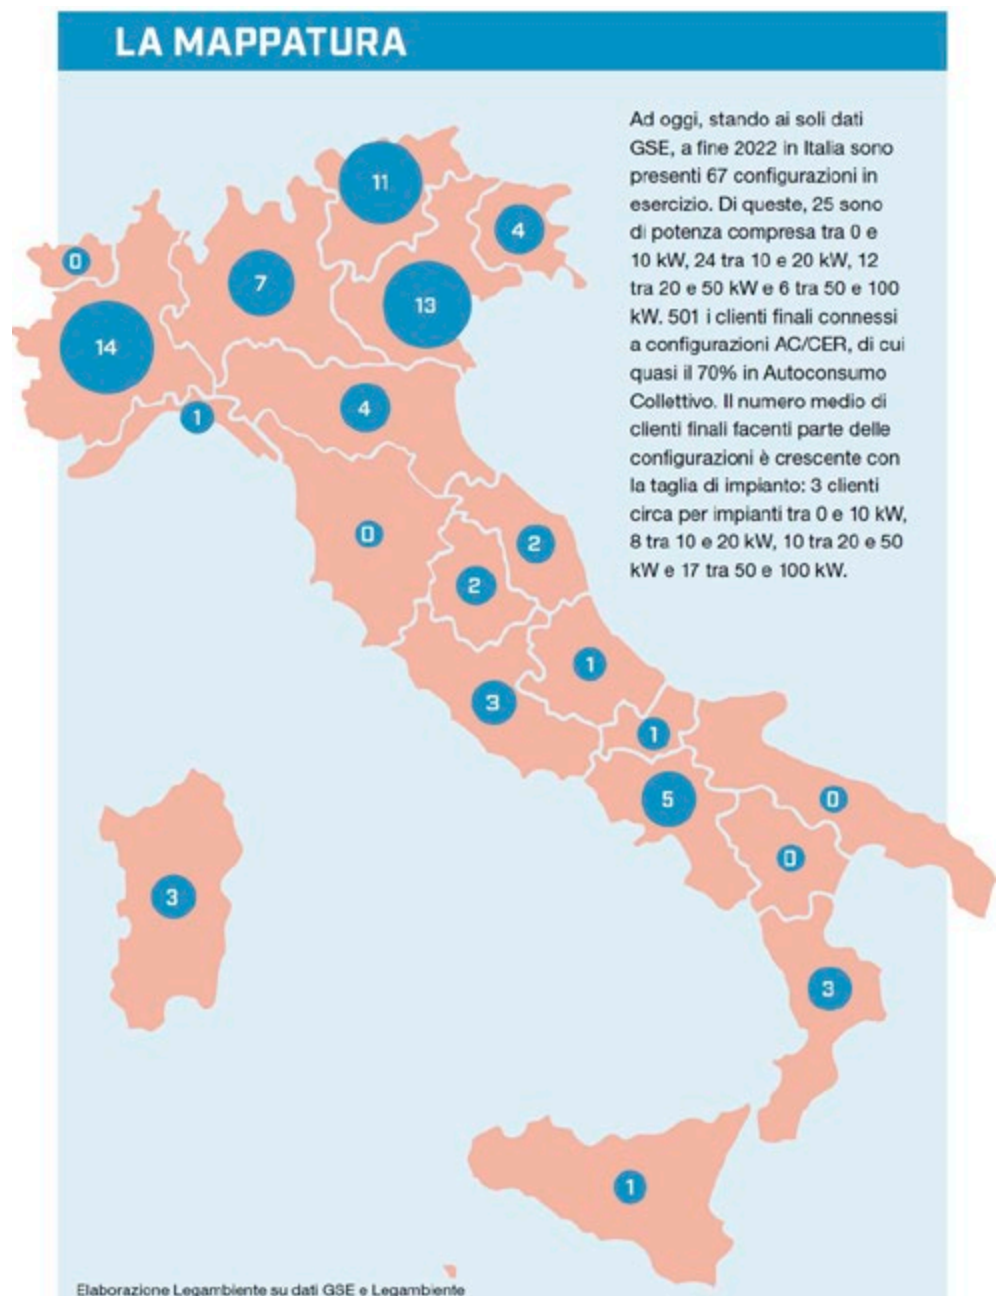 LA MAPPATURA
Ad oggi, stando ai soli dati
GSE, a fine 2022 in Italia sono
presenti 67 configurazioni in
esercizio. Di queste, 25 sono
di potenza compresa tra 0 e
10 kW, 24 tra 10 e 20 kW, 12
tra 20 e 50 kW e 6 tra 50 e 100
kW. 501 i clienti finali connessi
a configurazioni AC/CER, di cui
quasi il 70% in Autoconsumo
Collettivo. Il numero medio di
clienti finali facenti parte delle
configurazioni è crescente con
la taglia di impianto: 3 clienti
circa per impianti tra 0 e 10 kW,
8 tra 10 e 20 kW, 10 tra 20 e 50
kW e 17 tra 50 e 100 kW.
11
4
0
7
13
14
4
1
0
2
2
1
3
1
5
0
0
3
3
1
Elaborazione Legambiente su dati GSE e Legambiente